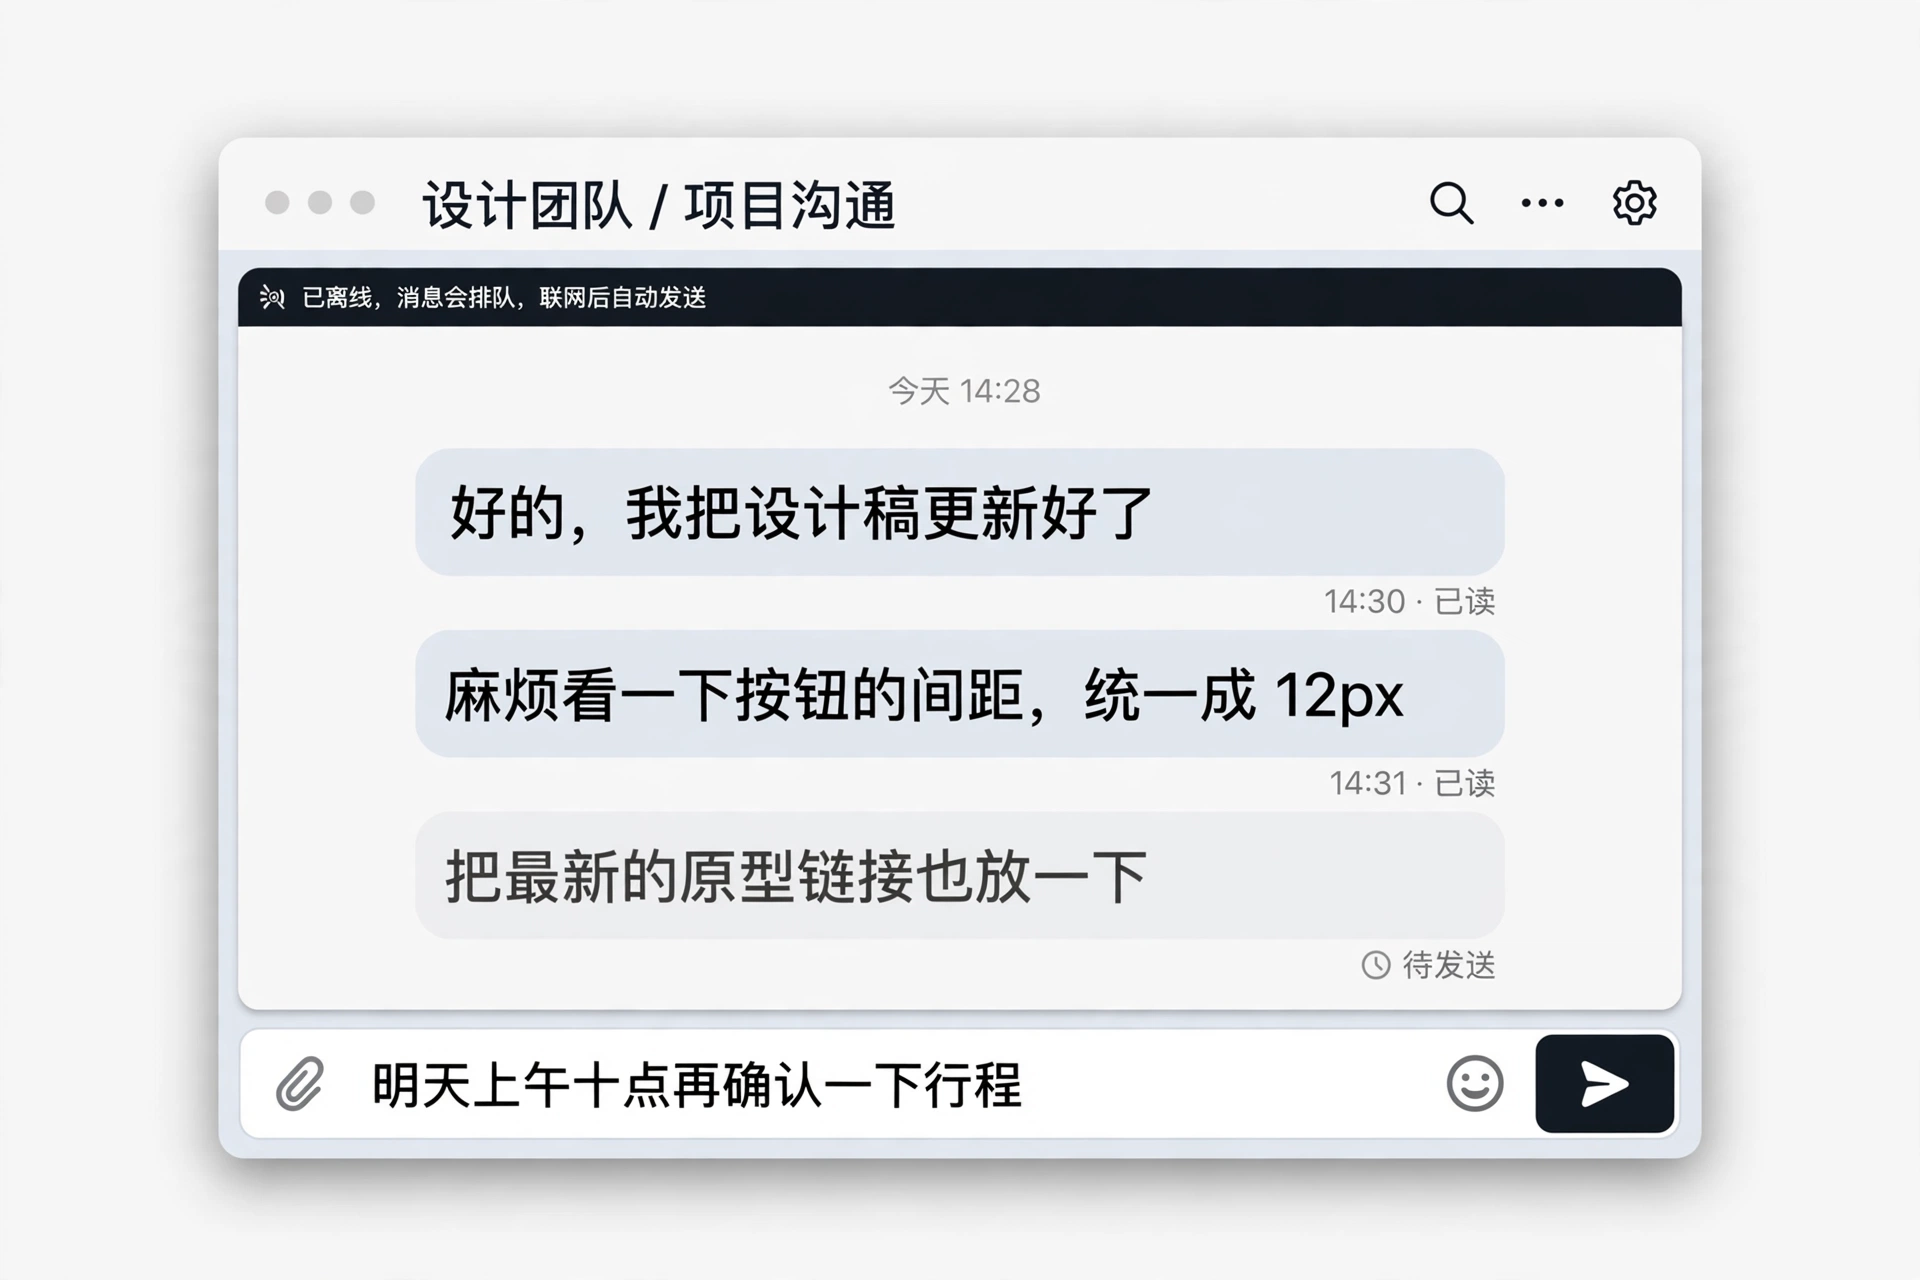 设计团队 / 项目沟通
已离线，消息会排队，联网后自动发送
今天 14:28
好的，我把设计稿更新好了
14:30 · 已读
麻烦看一下按钮的间距，统一成 12px
14:31 · 已读
把最新的原型链接也放一下
待发送
明天上午十点再确认一下行程